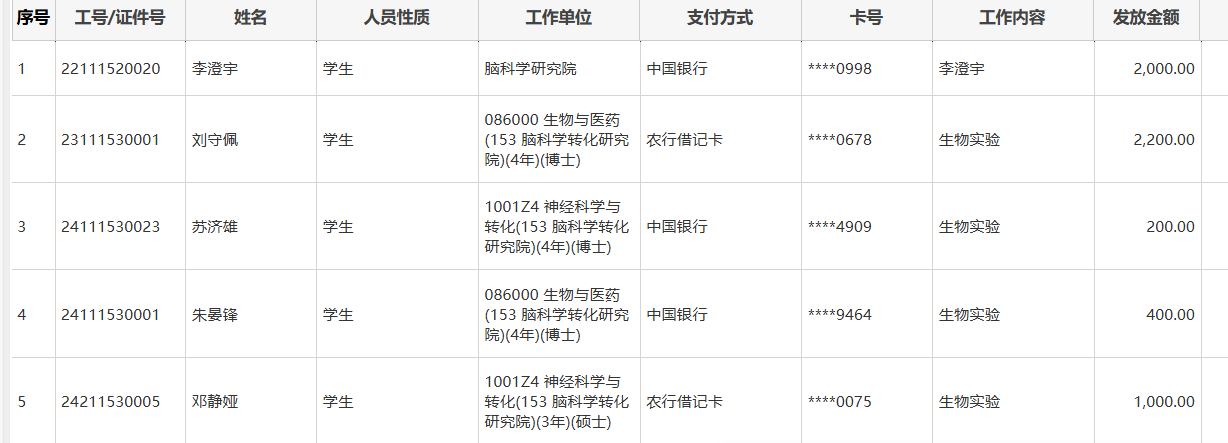 序号 工号/证件号 姓名 人员性质 工作单位 支付方式 卡号 工作内容 发放金额
1 22111520020 李澄宇 学生 脑科学研究院 中国银行 ****0998 李澄宇 2,000.00
086000 生物与医药
2 23111530001 刘守佩 学生 (153 脑科学转化研究 农行借记卡 ****0678 生物实验 2,200.00
院)(4年)(博士)
1001Z4 神经科学与
3 24111530023 苏济雄 学生 转化(153 脑科学转化 中国银行 ****4909 生物实验 200.00
研究院)(4年)(博士)
086000 生物与医药
4 24111530001 朱晏锋 学生 (153 脑科学转化研究 中国银行 ****9464 生物实验 400.00
院)(4年)(博士)
1001Z4 神经科学与
5 24211530005 邓静娅 学生 转化(153 脑科学转化 农行借记卡 ****0075 生物实验 1,000.00
研究院)(3年)(硕士)